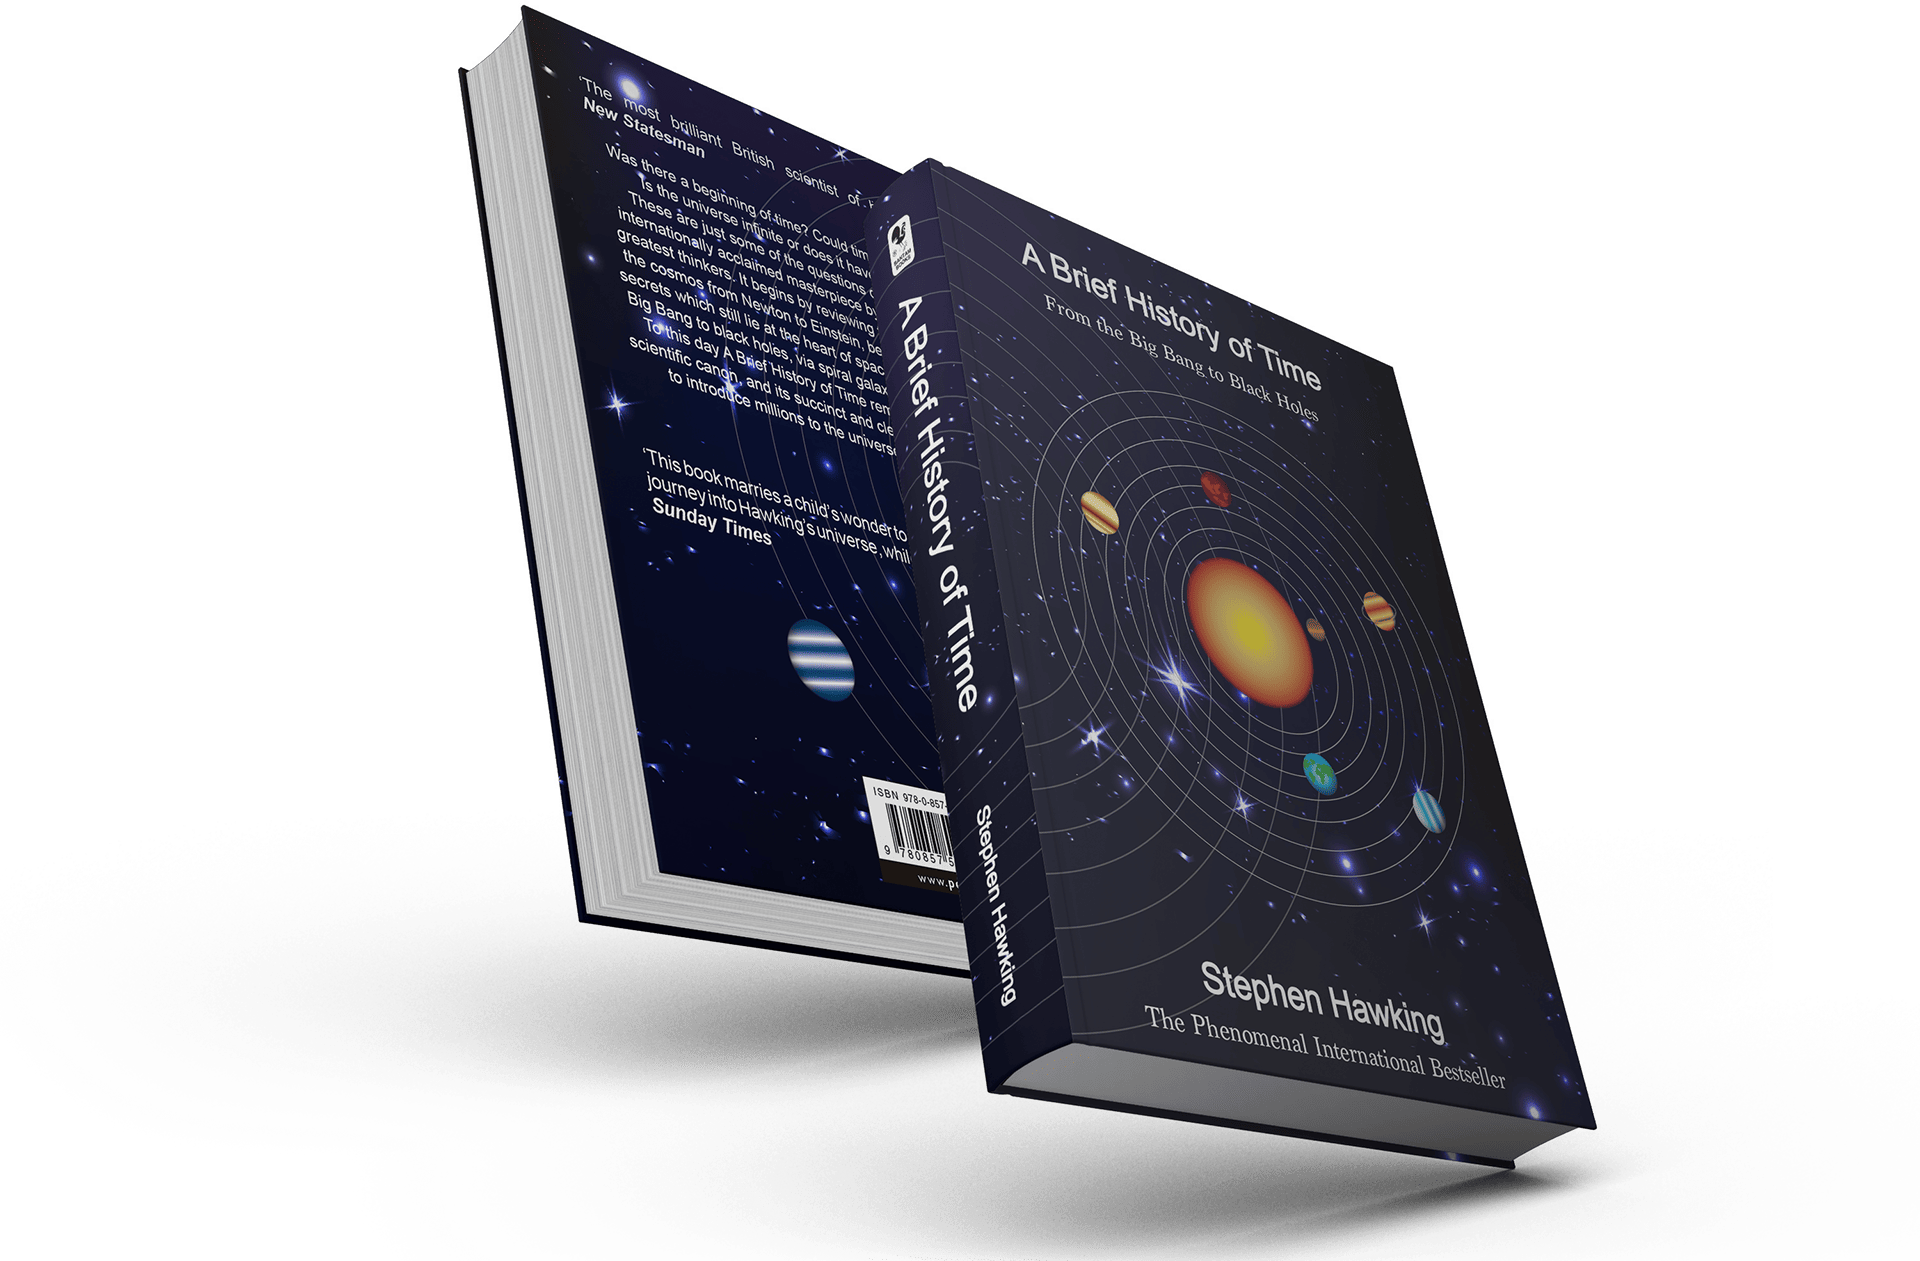 'The most brilliant British scientist of
New Statesman
Was there a beginning of time? Could tim
Is the universe infinite or does it have
These are just some of the questions
internationally acclaimed masterpiece by
greatest thinkers. It begins by reviewing
the cosmos from Newton to Einstein, be
secrets which still lie at the heart of spac
Big Bang to black holes, via spiral galax
To this day A Brief History of Time rem
scientific canon, and its succinct and cle
to introduce millions to the universe
'This book marries a child's wonder to
journey into Hawking's universe, whil
Sunday Times
ISBN 978-0-857-
9 780857 5
www.p
BANTAM
BOOKS
A Brief History of Time
Stephen Hawking
A Brief History of Time
From the Big Bang to Black Holes
Stephen Hawking
The Phenomenal International Bestseller